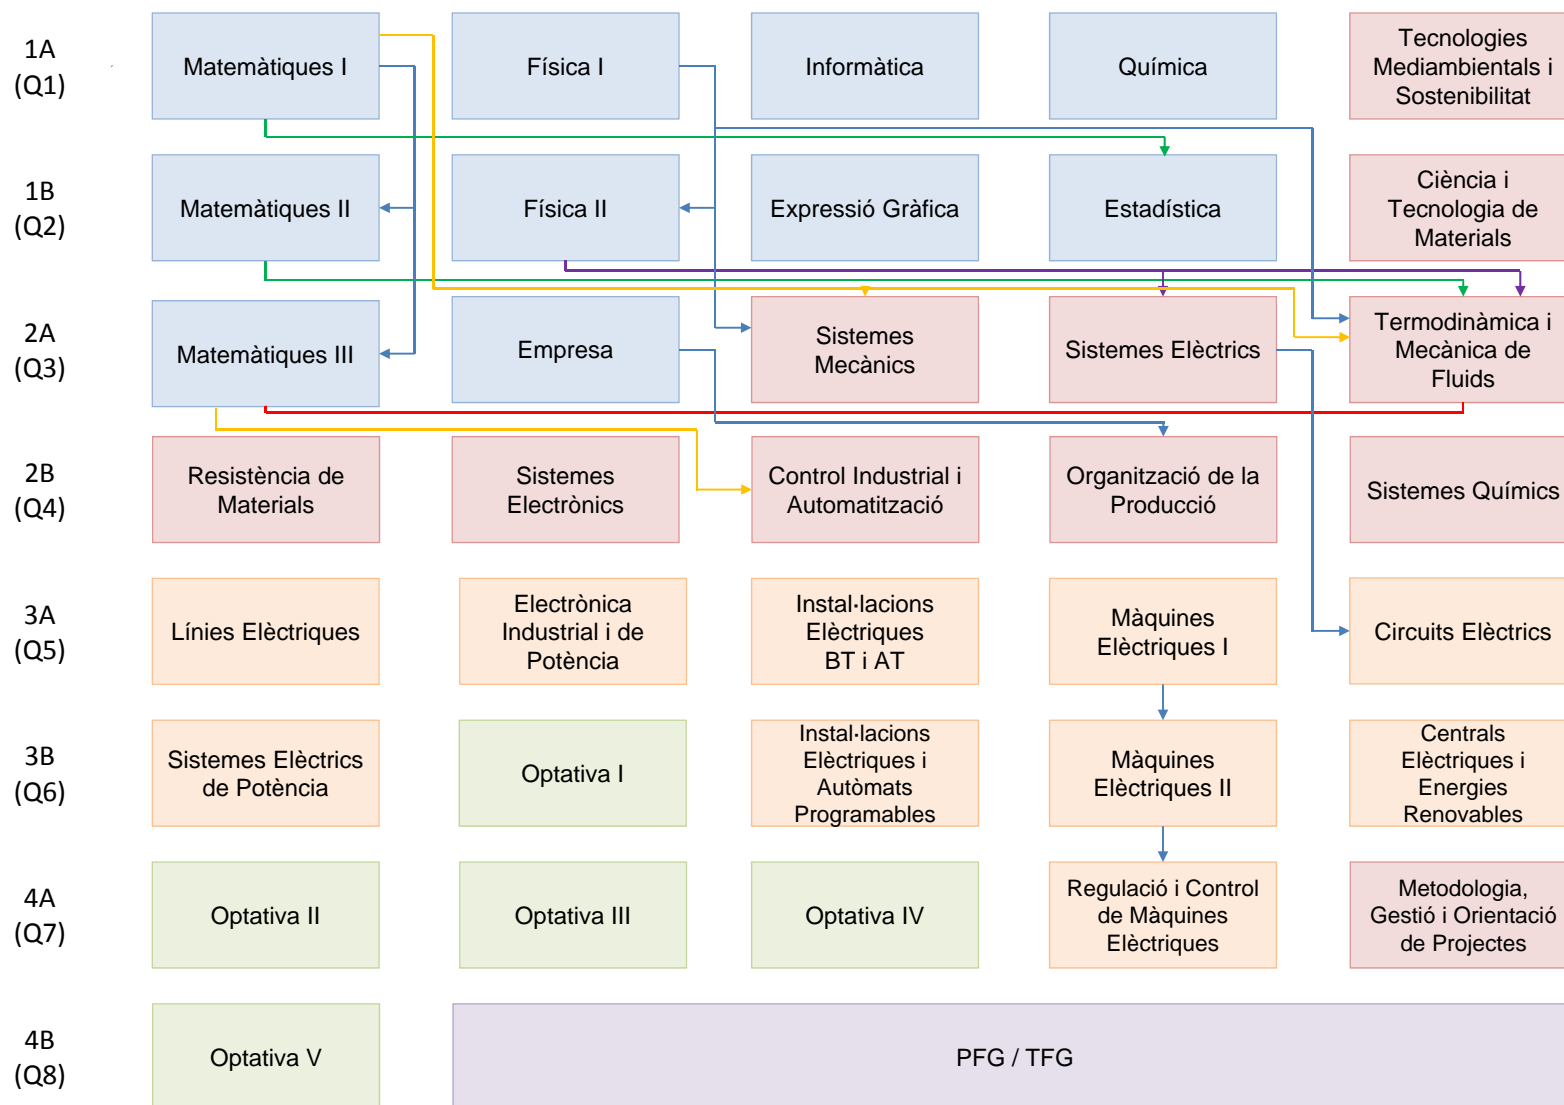 1A
(Q1)
Matemàtiques I
Física I
Informàtica
Química
Tecnologies
Mediambientals i
Sostenibilitat
1B
(Q2)
Matemàtiques II
Física II
Expressió Gràfica
Estadística
Ciència i
Tecnologia de
Materials
2A
(Q3)
Matemàtiques III
Empresa
Sistemes
Mecànics
Sistemes Elèctrics
Termodinàmica i
Mecànica de
Fluids
2B
(Q4)
Resistència de
Materials
Sistemes
Electrònics
Control Industrial i
Automatització
Organització de la
Producció
Sistemes Químics
3A
(Q5)
Línies Elèctriques
Electrònica
Industrial i de
Potència
Instal·lacions
Elèctriques
BT i AT
Màquines
Elèctriques I
Circuits Elèctrics
3B
(Q6)
Sistemes Elèctrics
de Potència
Optativa I
Instal·lacions
Elèctriques i
Autòmats
Programables
Màquines
Elèctriques II
Centrals
Elèctriques i
Energies
Renovables
4A
(Q7)
Optativa II
Optativa III
Optativa IV
Regulació i Control
de Màquines
Elèctriques
Metodologia,
Gestió i Orientació
de Projectes
4B
(Q8)
Optativa V
PFG / TFG